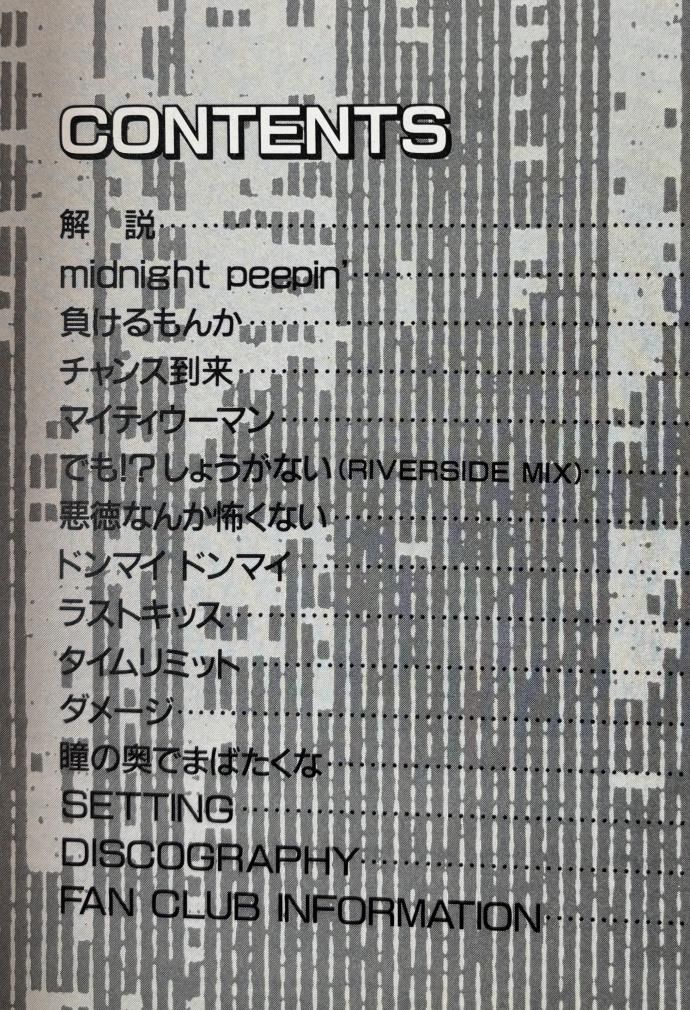 CONTENTS
解　説
midnight peepin'
負けるもんか
チャンス到来
マイティウーマン
でも!? しょうがない (RIVERSIDE MIX)
悪徳なんか怖くない
ドンマイ ドンマイ
ラストキッス
タイムリミット
ダメージ
瞳の奥でまばたくな
SETTING
DISCOGRAPHY
FAN CLUB INFORMATION